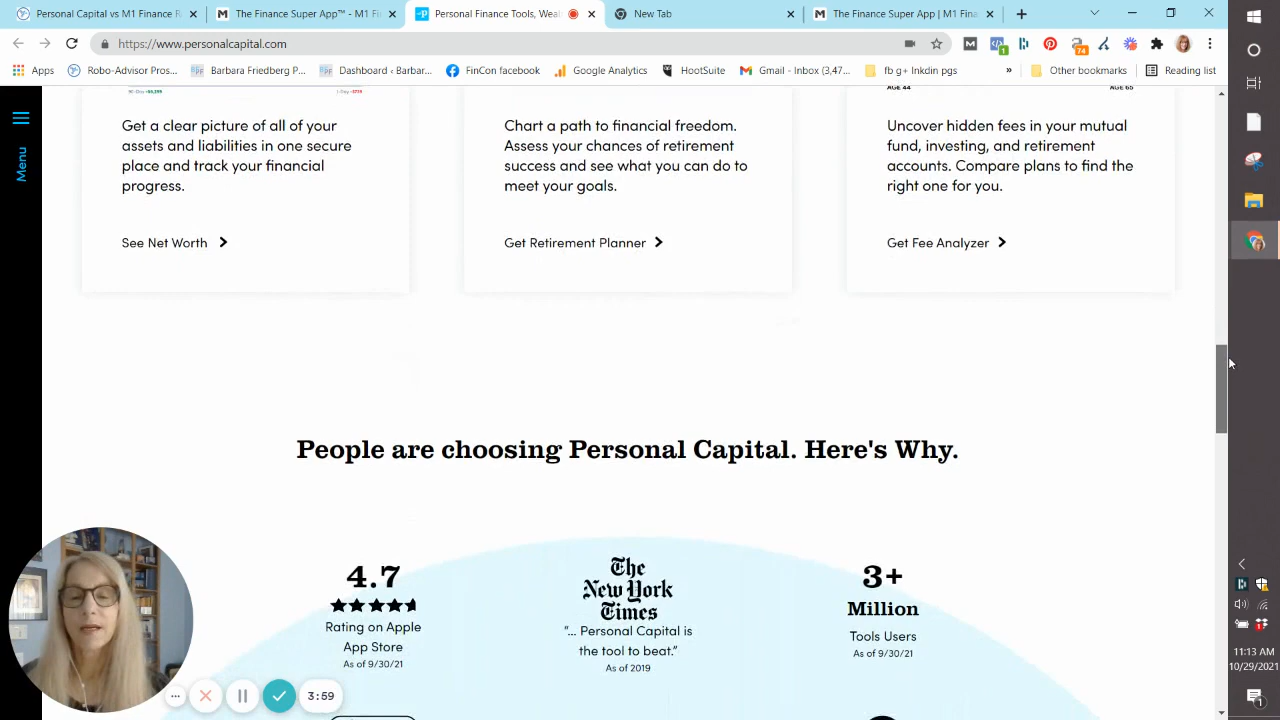 Personal Capital vs M1 Finance R
The Finance Super App™ - M1 Fi
Personal Finance Tools, Weal
New Tab
The Finance Super App | M1 Fina
https://www.personalcapital.com
1
74
Apps
Robo-Advisor Pros...
Barbara Friedberg P...
Dashboard - Barbar...
FinCon facebook
Google Analytics
HootSuite
Gmail - Inbox (3,47...
fb g+ lnkdin pgs
»
Other bookmarks
Reading list
Menu
AGE 44
AGE 65
Get a clear picture of all of your
assets and liabilities in one secure
place and track your financial
progress.
See Net Worth
Chart a path to financial freedom.
Assess your chances of retirement
success and see what you can do to
meet your goals.
Get Retirement Planner
Uncover hidden fees in your mutual
fund, investing, and retirement
accounts. Compare plans to find the
right one for you.
Get Fee Analyzer
People are choosing Personal Capital. Here's Why.
4.7
Rating on Apple
App Store
As of 9/30/21
The
New York
Times
"... Personal Capital is
the tool to beat."
As of 2019
3+
Million
Tools Users
As of 9/30/21
3:59
11:13 AM
10/29/2021
1